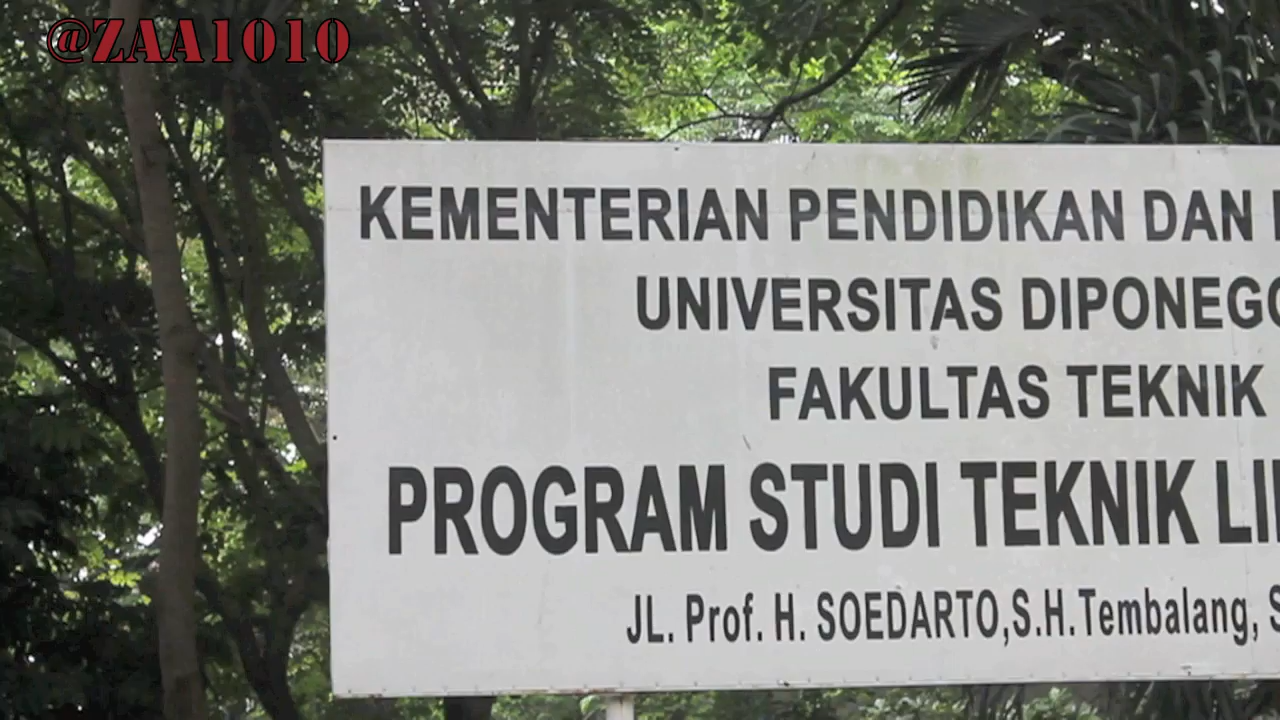 @ZAA1010
KEMENTERIAN PENDIDIKAN DAN
UNIVERSITAS DIPONEGO
FAKULTAS TEKNIK
PROGRAM STUDI TEKNIK LI
JL. Prof. H. SOEDARTO,S.H.Tembalang, S